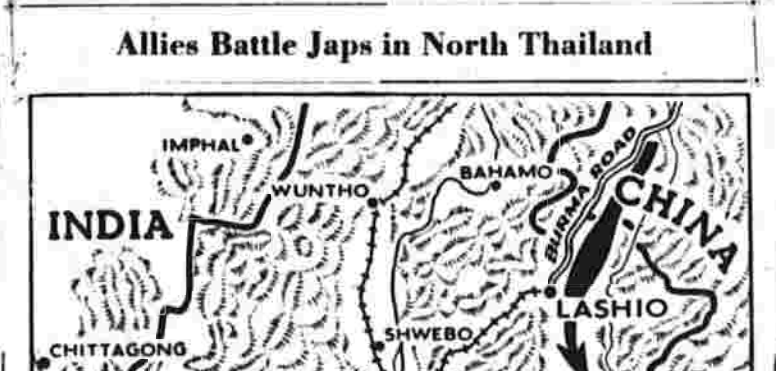 Allies Battle Japs in North Thailand
IMPHAL
BURMA ROAD
BAHAMO
WUNTHO
CHINA
INDIA
LASHIO
SHWEBO
CHITTAGONG